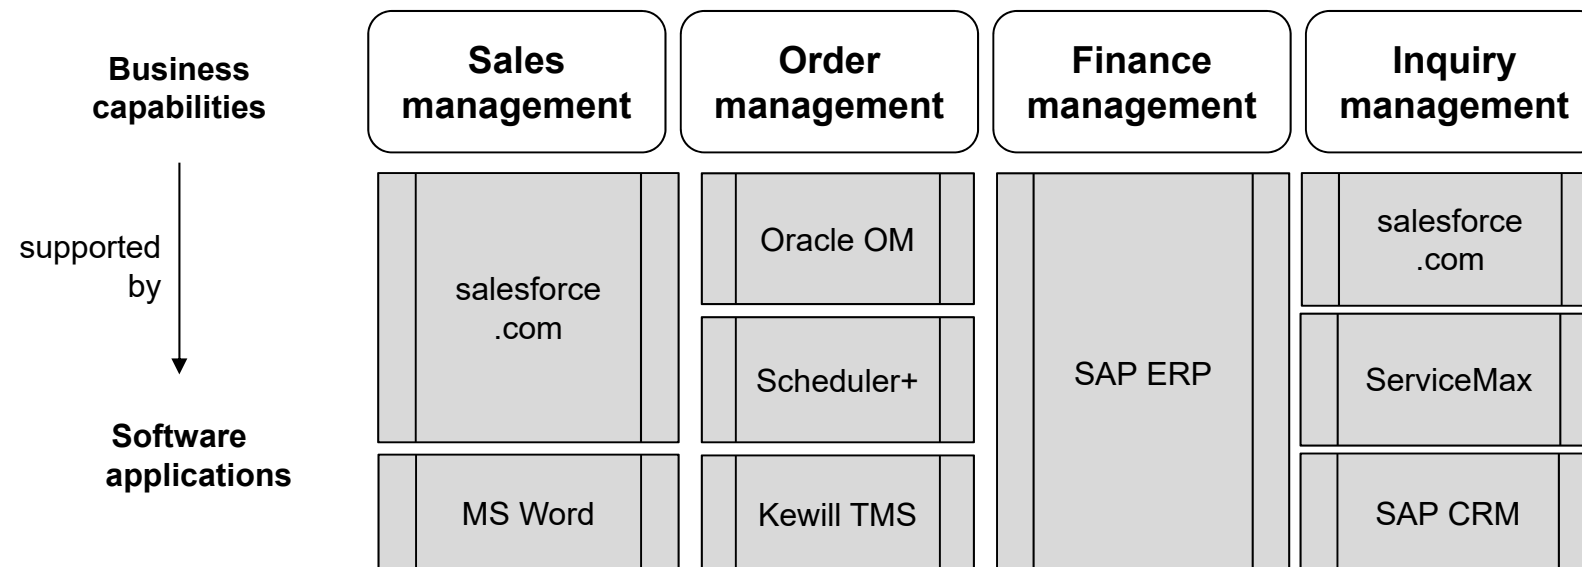 Business
capabilities
supported
by
Software
applications
Sales
management
Order
management
Finance
management
Inquiry
management
salesforce
.com
MS Word
Oracle OM
Scheduler+
Kewill TMS
SAP ERP
salesforce
.com
ServiceMax
SAP CRM